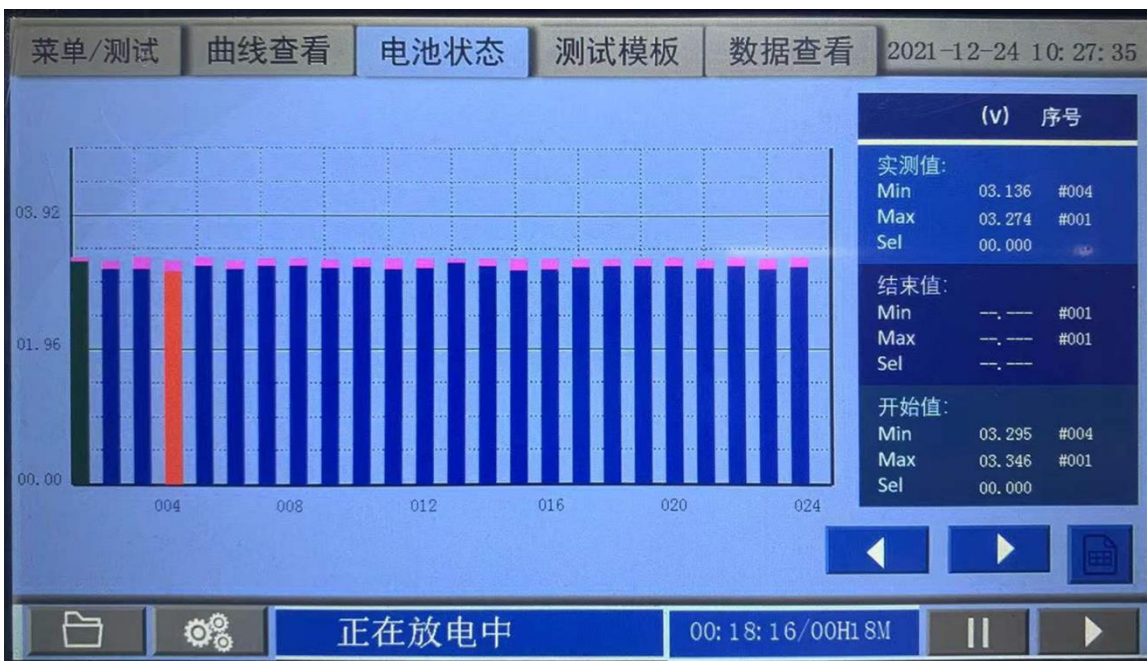 菜单/测试 曲线查看 电池状态 测试模板 数据查看 2021-12-24 10:27:35
(v) 序号
实测值:
Min 03.136 #004
Max 03.274 #001
Sel 00.000
结束值:
Min --.--- #001
Max --.--- #001
Sel --.---
开始值:
Min 03.295 #004
Max 03.346 #001
Sel 00.000
03.92
01.96
00.00
004 008 012 016 020 024
正在放电中 00:18:16/00H18M